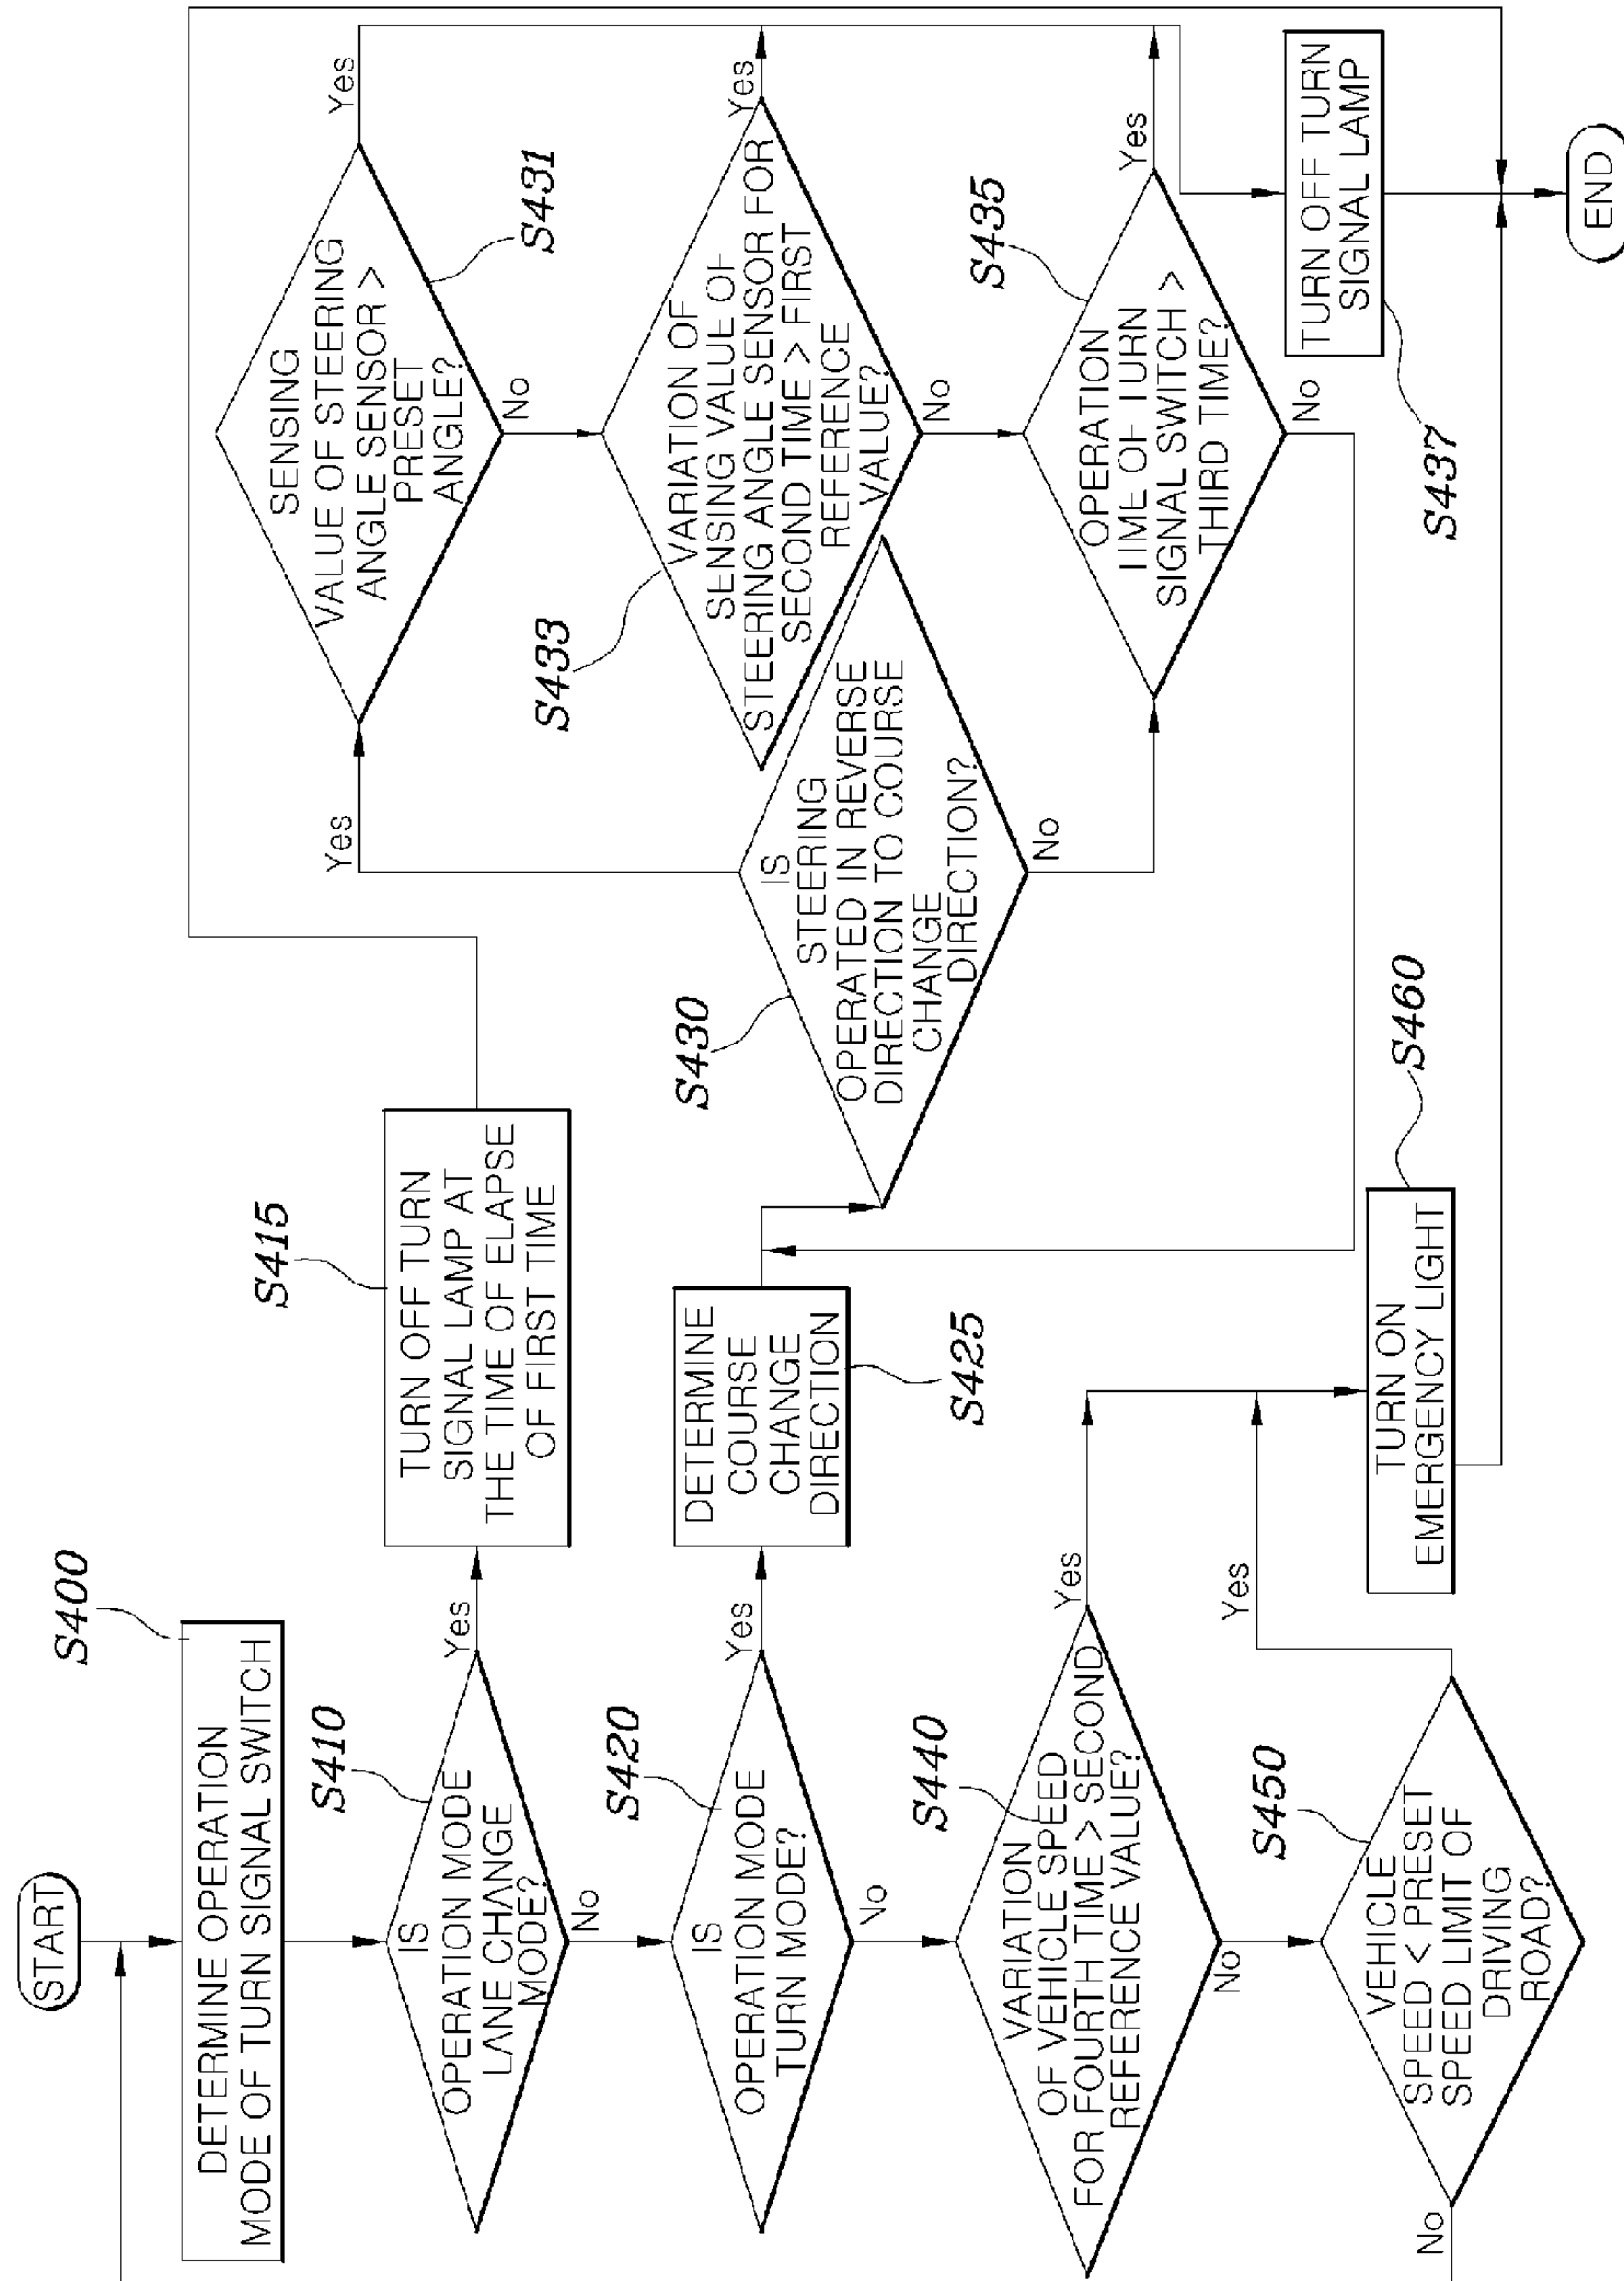 START
S400
DETERMINE OPERATION
MODE OF TURN SIGNAL SWITCH
S410
IS
OPERATION MODE
LANE CHANGE
MODE?
Yes
No
S415
TURN OFF TURN
SIGNAL LAMP AT
THE TIME OF ELAPSE
OF FIRST TIME
S420
IS
OPERATION MODE
TURN MODE?
Yes
No
DETERMINE
COURSE
CHANGE
DIRECTION
S425
S430
IS
STEERING
OPERATED IN REVERSE
DIRECTION TO COURSE
CHANGE
DIRECTION?
Yes
No
SENSING
VALUE OF STEERING
ANGLE SENSOR >
PRESET
ANGLE?
S431
Yes
No
S433
VARIATION OF
SENSING VALUE OF
STEERING ANGLE SENSOR FOR
SECOND TIME > FIRST
REFERENCE
VALUE?
Yes
No
S435
OPERATION
TIME OF TURN
SIGNAL SWITCH >
THIRD TIME?
Yes
No
TURN OFF TURN
SIGNAL LAMP
S437
S440
VARIATION
OF VEHICLE SPEED
FOR FOURTH TIME > SECOND
REFERENCE VALUE?
Yes
No
S450
VEHICLE
SPEED < PRESET
SPEED LIMIT OF
DRIVING
ROAD?
Yes
No
S460
TURN ON
EMERGENCY LIGHT
END